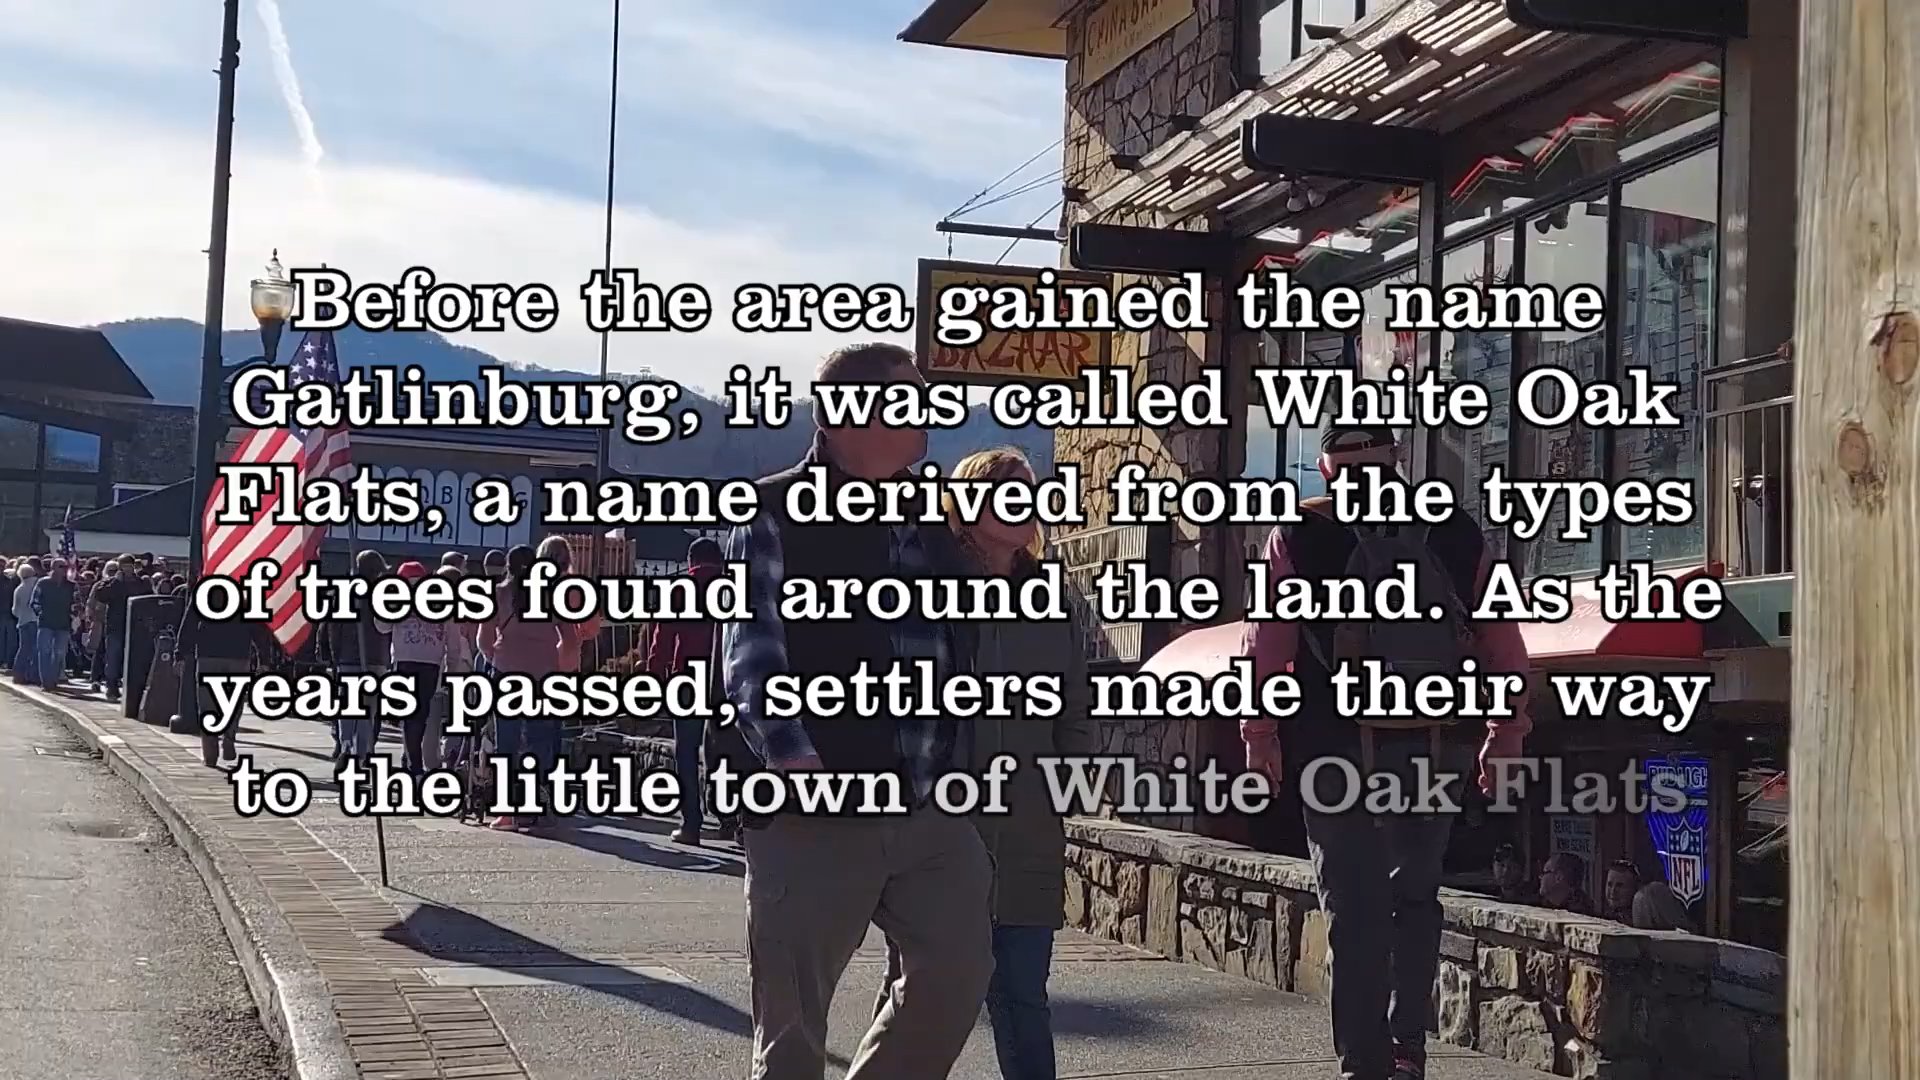 Before the area gained the name
Gatlinburg, it was called White Oak
Flats, a name derived from the types
of trees found around the land. As the
years passed, settlers made their way
to the little town of White Oak Flats
BAZAAR
NFL